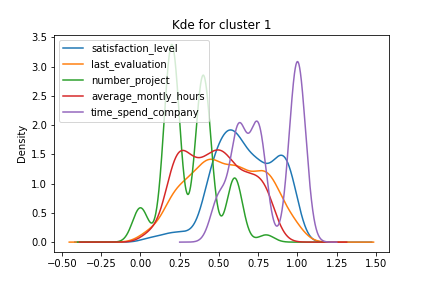 Kde for cluster 1
satisfaction_level
last_evaluation
number_project
average_montly_hours
time_spend_company
Density
3.5
3.0
2.5
2.0
1.5
1.0
0.5
0.0
−0.50 −0.25 0.00 0.25 0.50 0.75 1.00 1.25 1.50